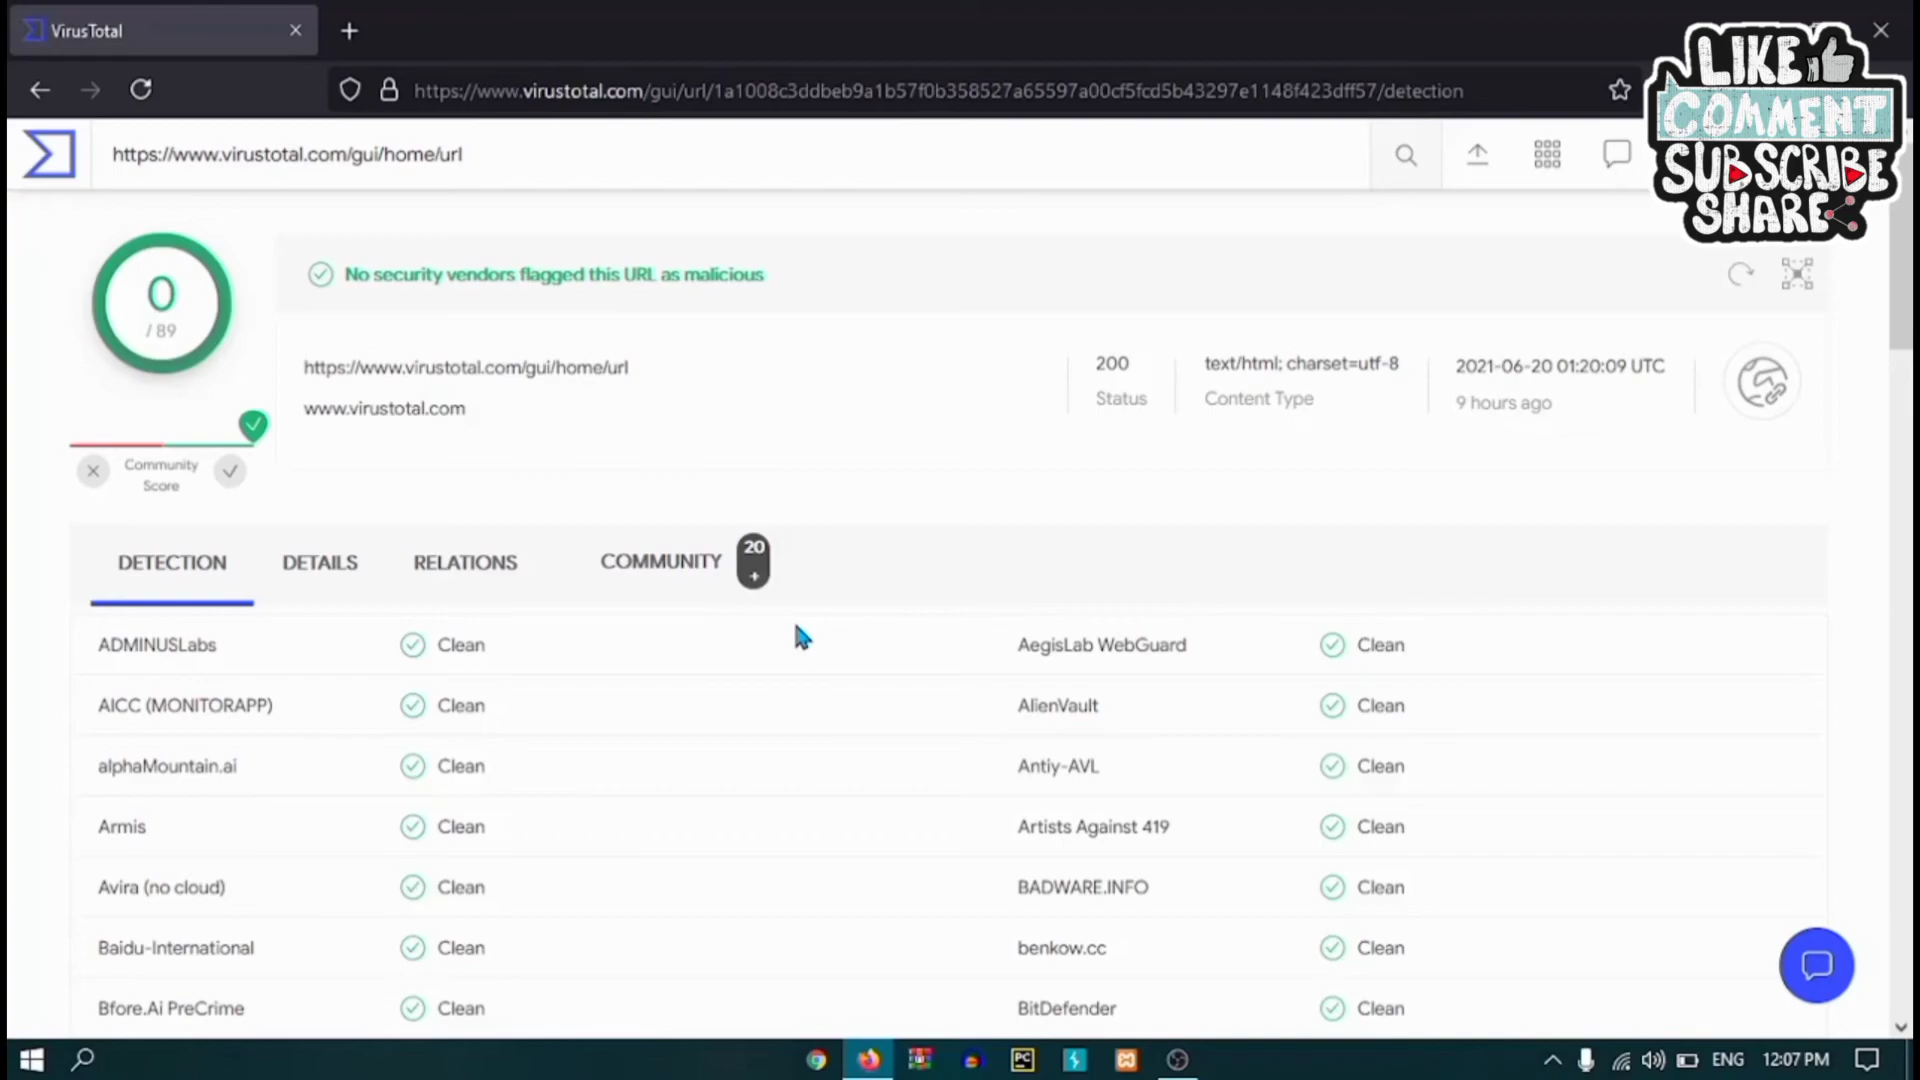 VirusTotal
https://www.virustotal.com/gui/url/1a1008c3ddbeb9a1b57f0b358527a65597a00cf5fcd5b43297e1148f423dff57/detection
LIKE
COMMENT
SUBSCRIBE
SHARE
https://www.virustotal.com/gui/home/url
0
/ 89
No security vendors flagged this URL as malicious
https://www.virustotal.com/gui/home/url
www.virustotal.com
200
Status
text/html; charset=utf-8
Content Type
2021-06-20 01:20:09 UTC
9 hours ago
Community
Score
DETECTION DETAILS RELATIONS COMMUNITY 20
+
ADMINUSLabs Clean AegisLab WebGuard Clean
AICC (MONITORAPP) Clean AlienVault Clean
alphaMountain.ai Clean Antiy-AVL Clean
Armis Clean Artists Against 419 Clean
Avira (no cloud) Clean BADWARE.INFO Clean
Baidu-International Clean benkow.cc Clean
Bfore.Ai PreCrime Clean BitDefender Clean
PC
ENG 12:07 PM